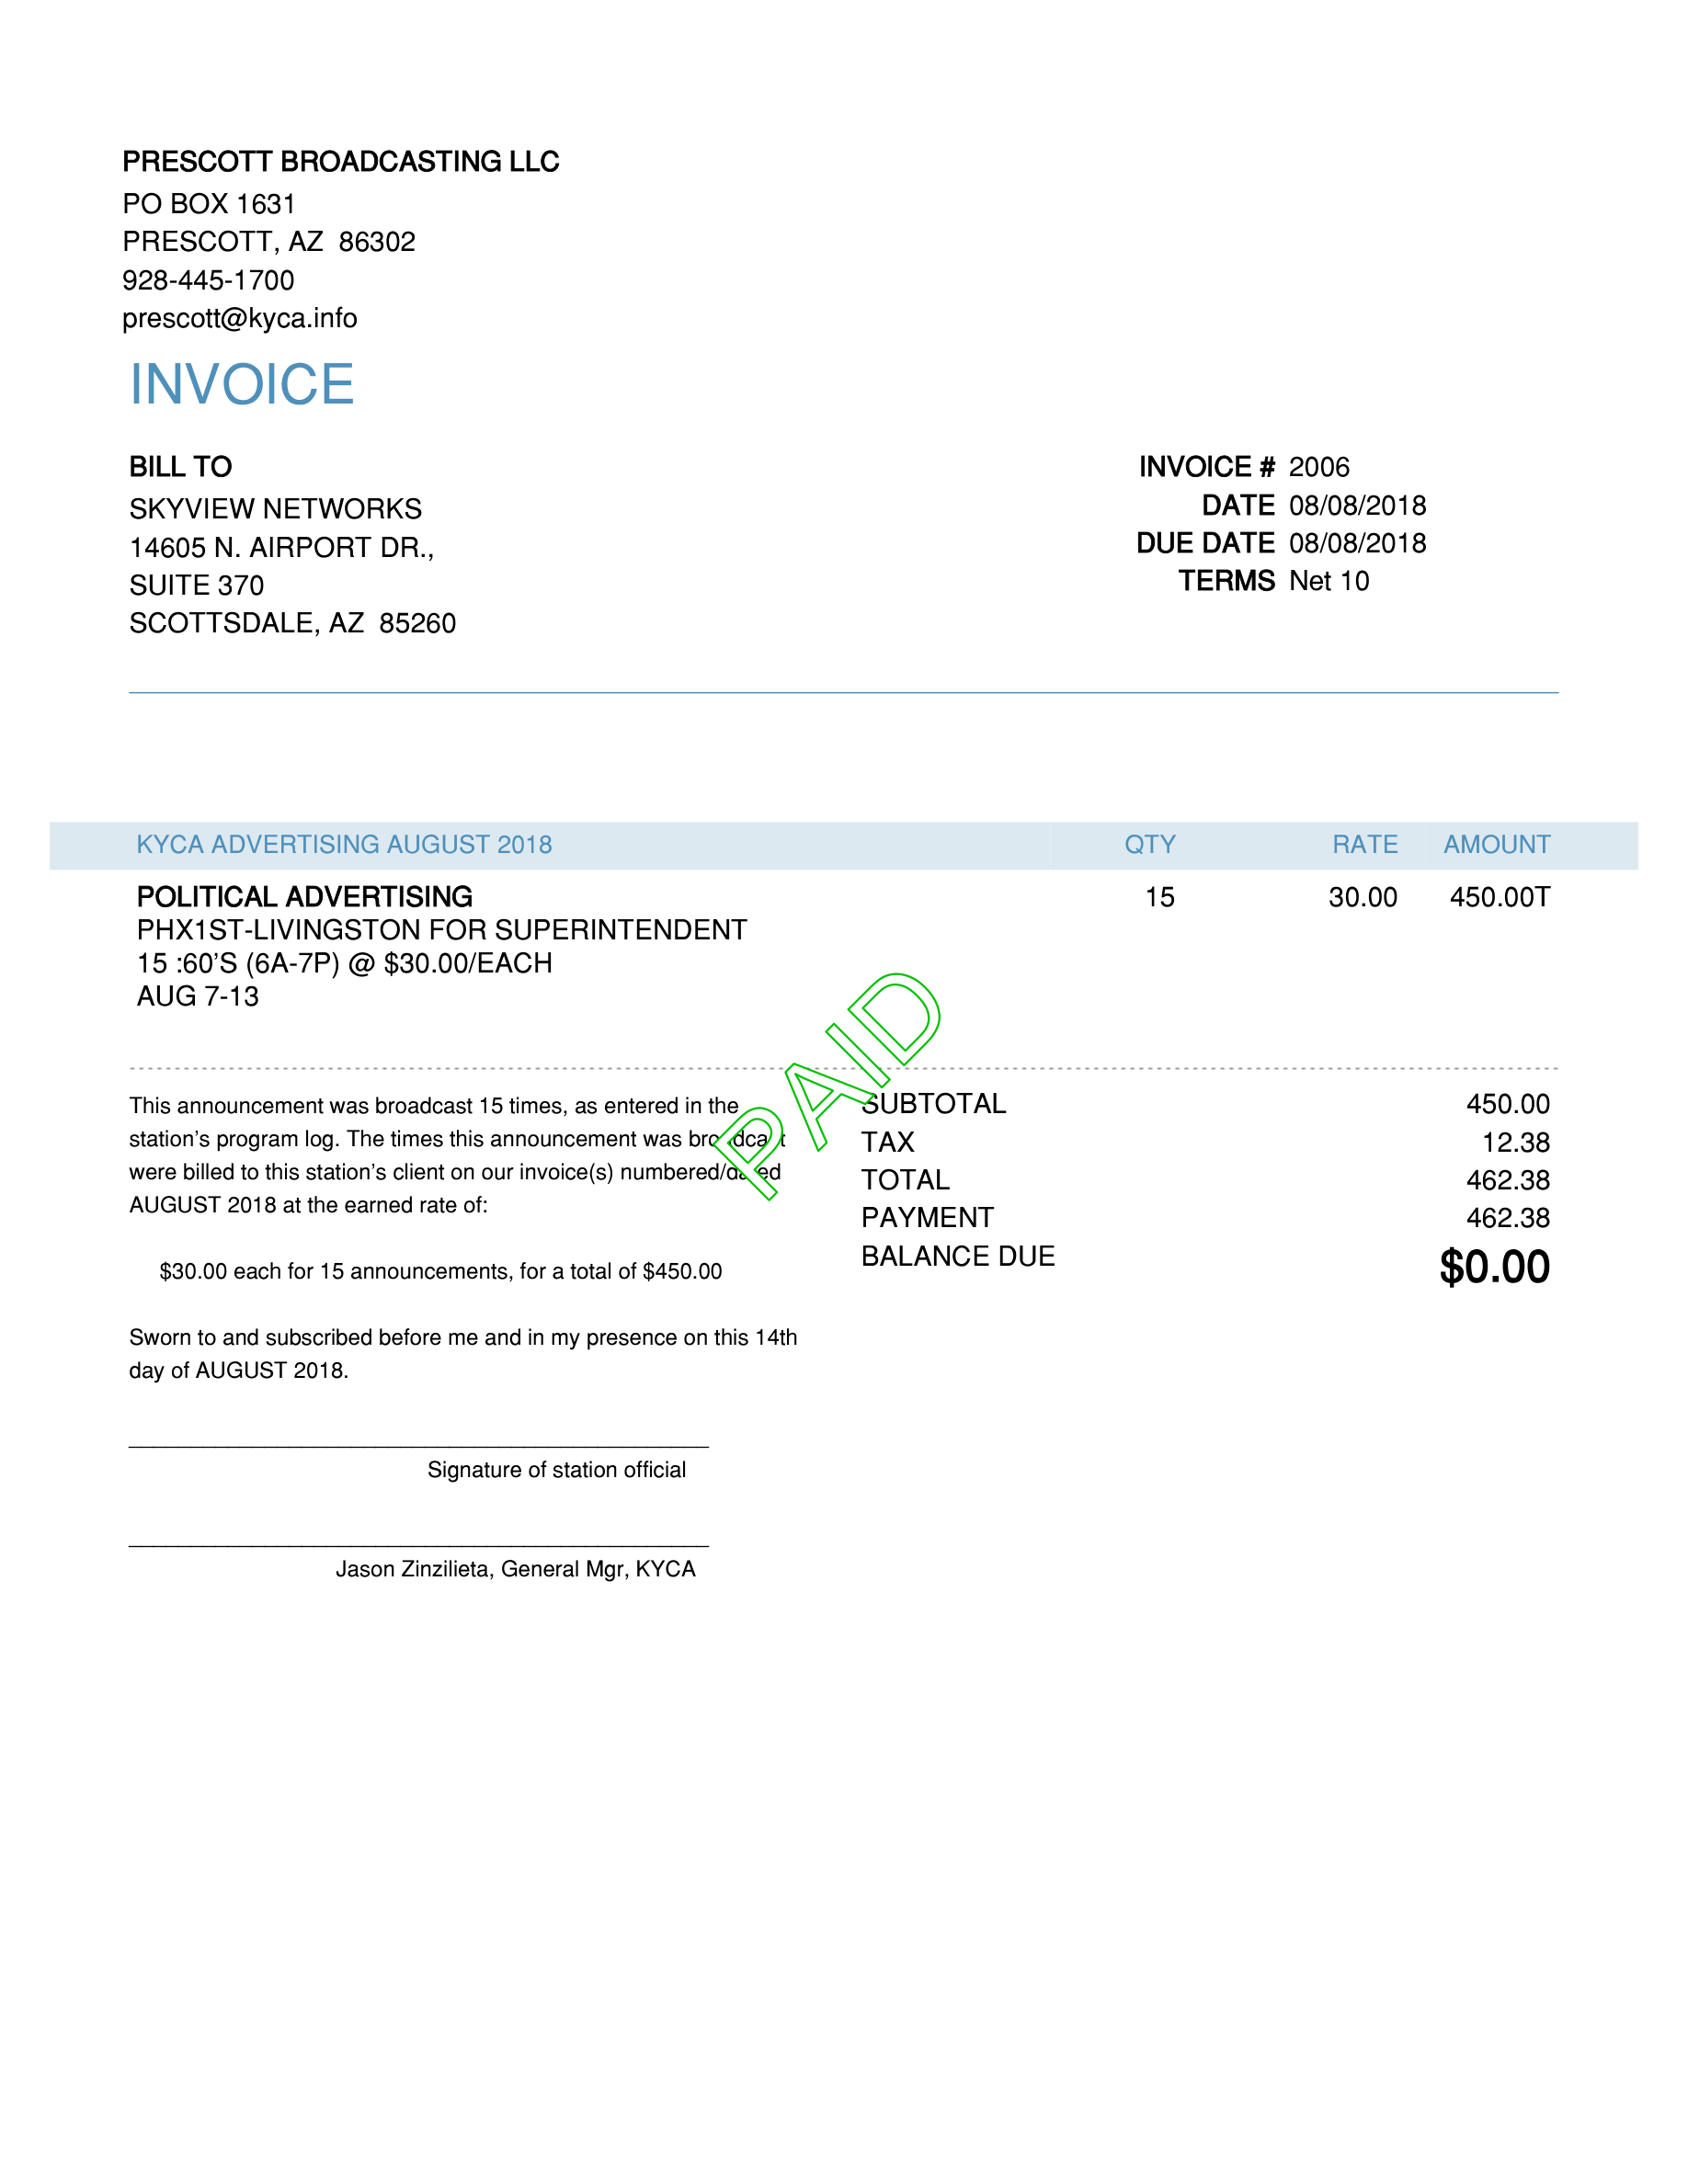 PRESCOTT BROADCASTING LLC
PO BOX 1631
PRESCOTT, AZ  86302
928-445-1700
prescott@kyca.info
INVOICE
BILL TO
SKYVIEW NETWORKS
14605 N. AIRPORT DR.,
SUITE 370
SCOTTSDALE, AZ  85260
INVOICE # 2006
DATE 08/08/2018
DUE DATE 08/08/2018
TERMS Net 10
KYCA ADVERTISING AUGUST 2018 QTY RATE AMOUNT
POLITICAL ADVERTISING 15 30.00 450.00T
PHX1ST-LIVINGSTON FOR SUPERINTENDENT
15 :60'S (6A-7P) @ $30.00/EACH
AUG 7-13
PAID
This announcement was broadcast 15 times, as entered in the
station's program log. The times this announcement was broadcast
were billed to this station's client on our invoice(s) numbered/dated
AUGUST 2018 at the earned rate of:
$30.00 each for 15 announcements, for a total of $450.00
Sworn to and subscribed before me and in my presence on this 14th
day of AUGUST 2018.
Signature of station official
Jason Zinzilieta, General Mgr, KYCA
SUBTOTAL 450.00
TAX 12.38
TOTAL 462.38
PAYMENT 462.38
BALANCE DUE $0.00